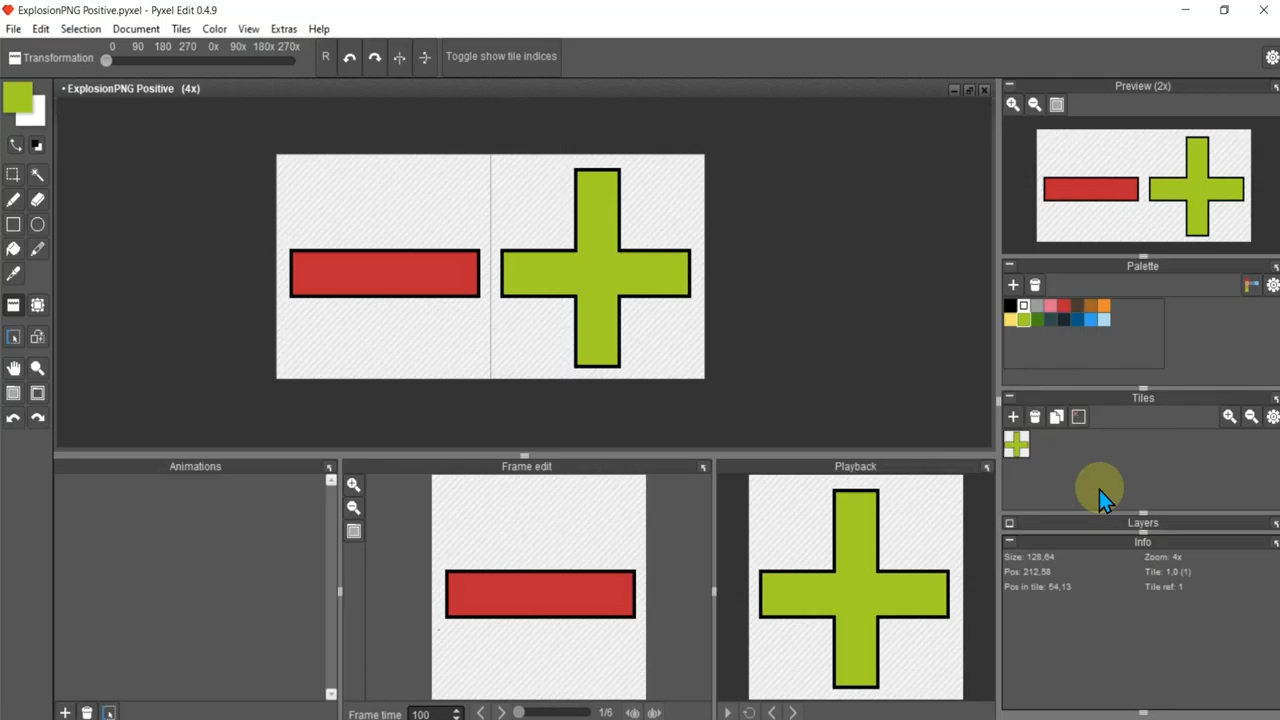 ExplosionPNG Positive.pyxel - Pyxel Edit 0.4.9
File Edit Selection Document Tiles Color View Extras Help
Transformation 0 90 180 270 0x 90x 180x 270x R Toggle show tile indices
• ExplosionPNG Positive (4x)
Preview (2x)
Palette
Tiles
Layers
Info
Size: 128,64 Zoom: 4x
Pos: 212,58 Tile: 1,0 (1)
Pos in tile: 54,13 Tile ref: 1
Animations Frame edit Playback
Frame time 100 1/6